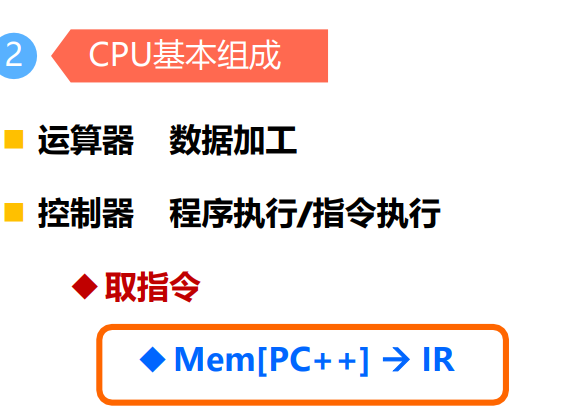 2 CPU基本组成
运算器 数据加工
控制器 程序执行/指令执行
取指令
Mem[PC++] → IR